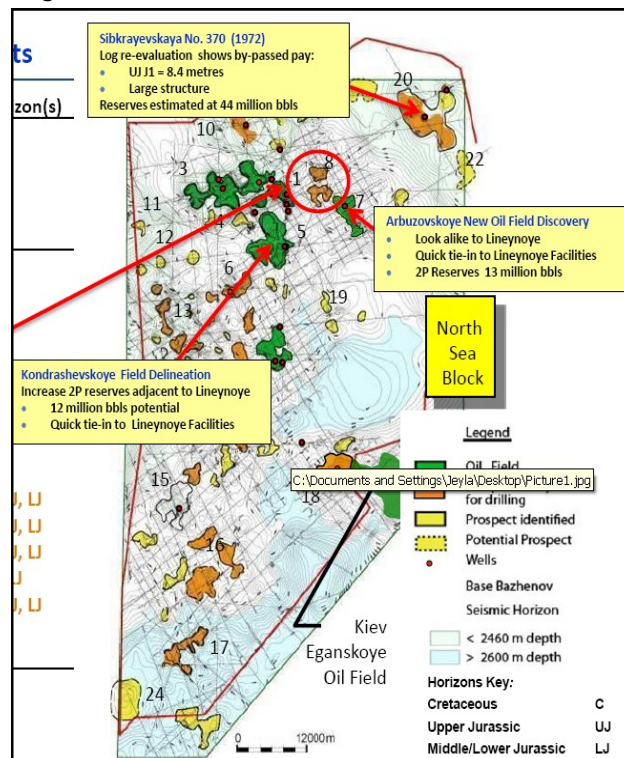 ts
zon(s)
Sibkrayevskaya No. 370 (1972)
Log re-evaluation shows by-passed pay:
• UJ J1 = 8.4 metres
• Large structure
Reserves estimated at 44 million bbls
20
10
22
8
3
1
7
11
4
12
5
Arbuzovskoye New Oil Field Discovery
• Look alike to Lineynoye
• Quick tie-in to Lineynoye Facilities
• 2P Reserves 13 million bbls
6
19
13
North
Sea
Block
2
Kondrashevskoye Field Delineation
Increase 2P reserves adjacent to Lineynoye
• 12 million bbls potential
• Quick tie-in to Lineynoye Facilities
Legend
Oil Field
C:\Documents and Settings\Jeyla\Desktop\Picture1.jpg
for drilling
15
18
Prospect identified
Potential Prospect
Wells
J, LJ
J, LJ
J, LJ
LJ
J, LJ
16
Base Bazhenov
Seismic Horizon
< 2460 m depth
> 2600 m depth
17
Kiev
Eganskoye
Oil Field
24
Horizons Key:
Cretaceous C
Upper Jurassic UJ
Middle/Lower Jurassic LJ
0 12000m